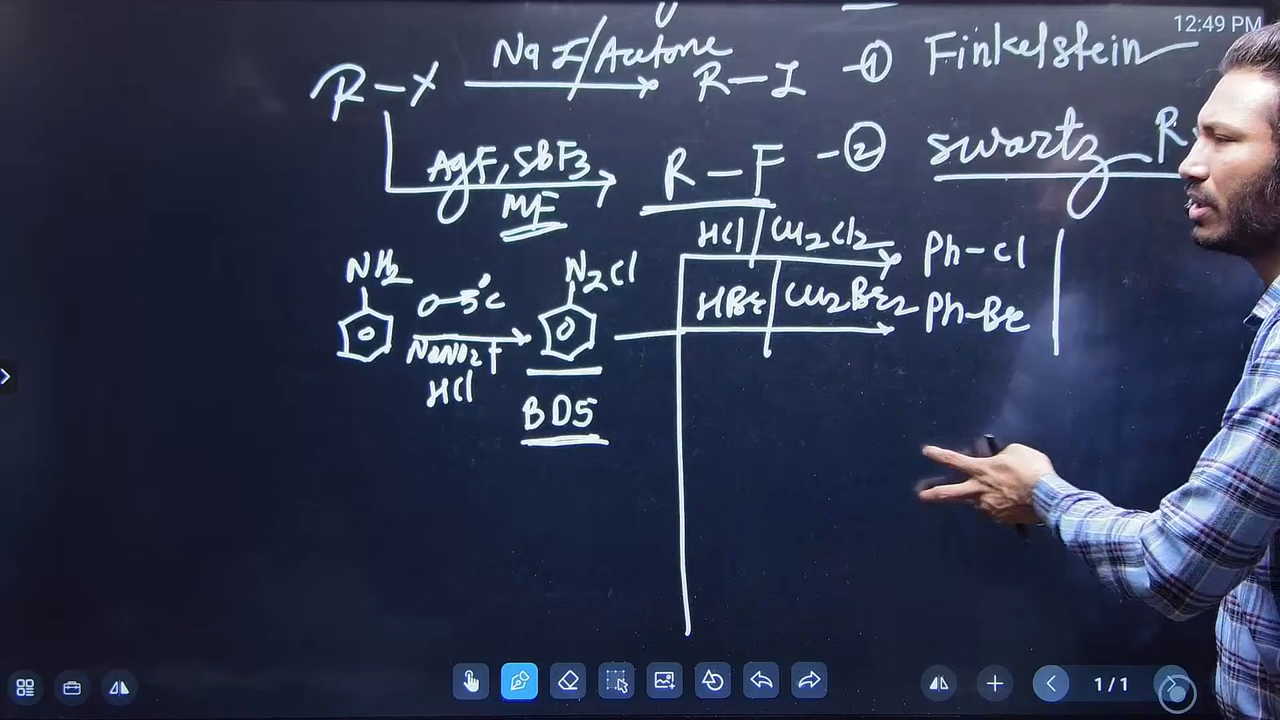 12:49 PM
R-X NaI/Acetone R-I -① Finkelstein
AgF, SbF3 R-F -② swartz R
MF
HCl/Cu2Cl2 Ph-Cl
NH2 0-5°C N2Cl HBr Cu2Br2 Ph-Br
NaNO2+
HCl
BDS
1/1